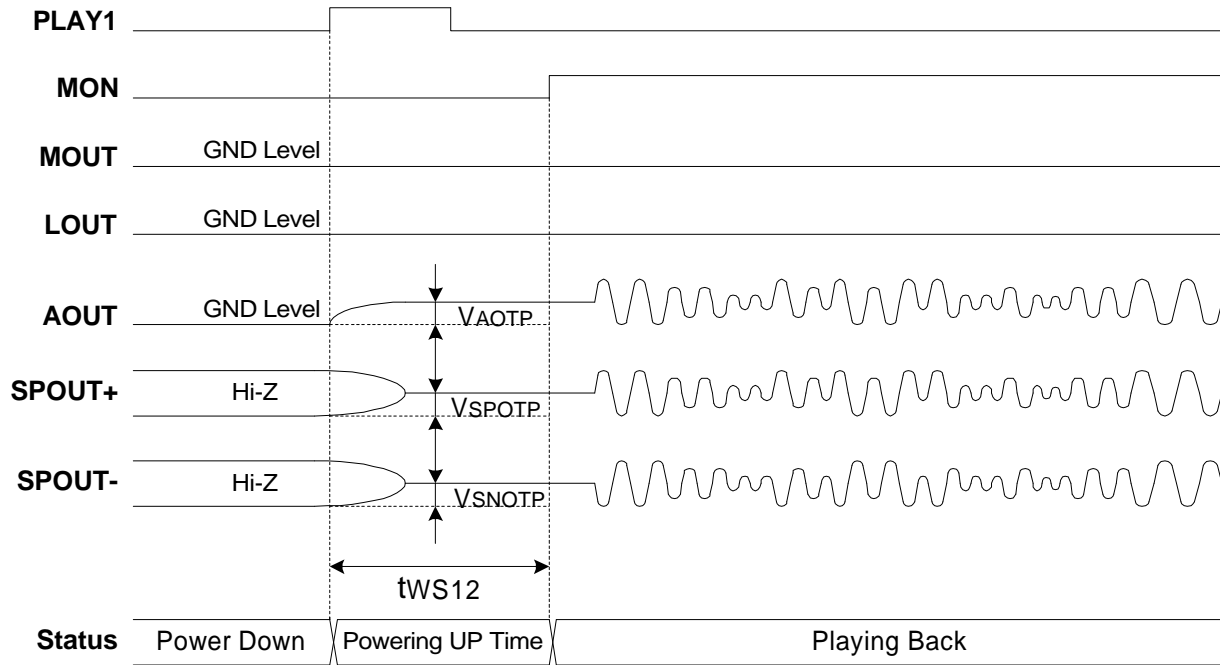 PLAY1
MON
MOUT GND Level
LOUT GND Level
AOUT GND Level VAOTP
SPOUT+ Hi-Z VSPOTP
SPOUT- Hi-Z VSNOTP
tWS12
Status Power Down Powering UP Time Playing Back